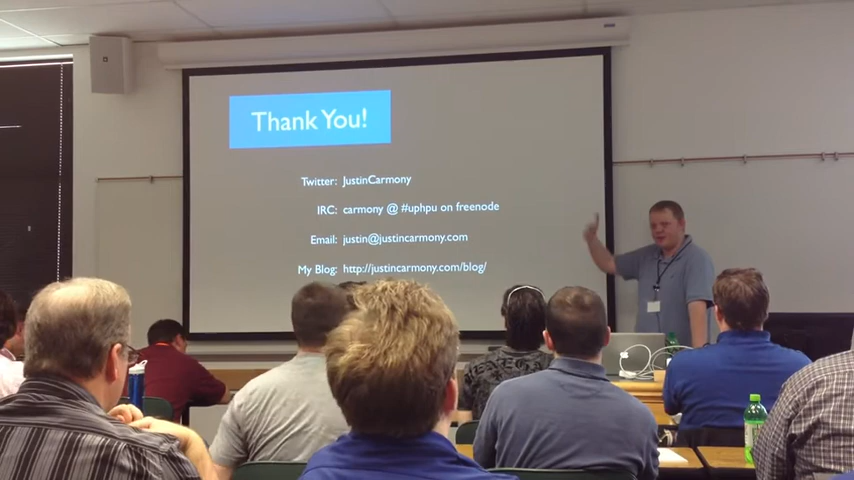 Thank You!
Twitter: JustinCarmony
IRC: carmony @ #uphpu on freenode
Email: justin@justincarmony.com
My Blog: http://justincarmony.com/blog/